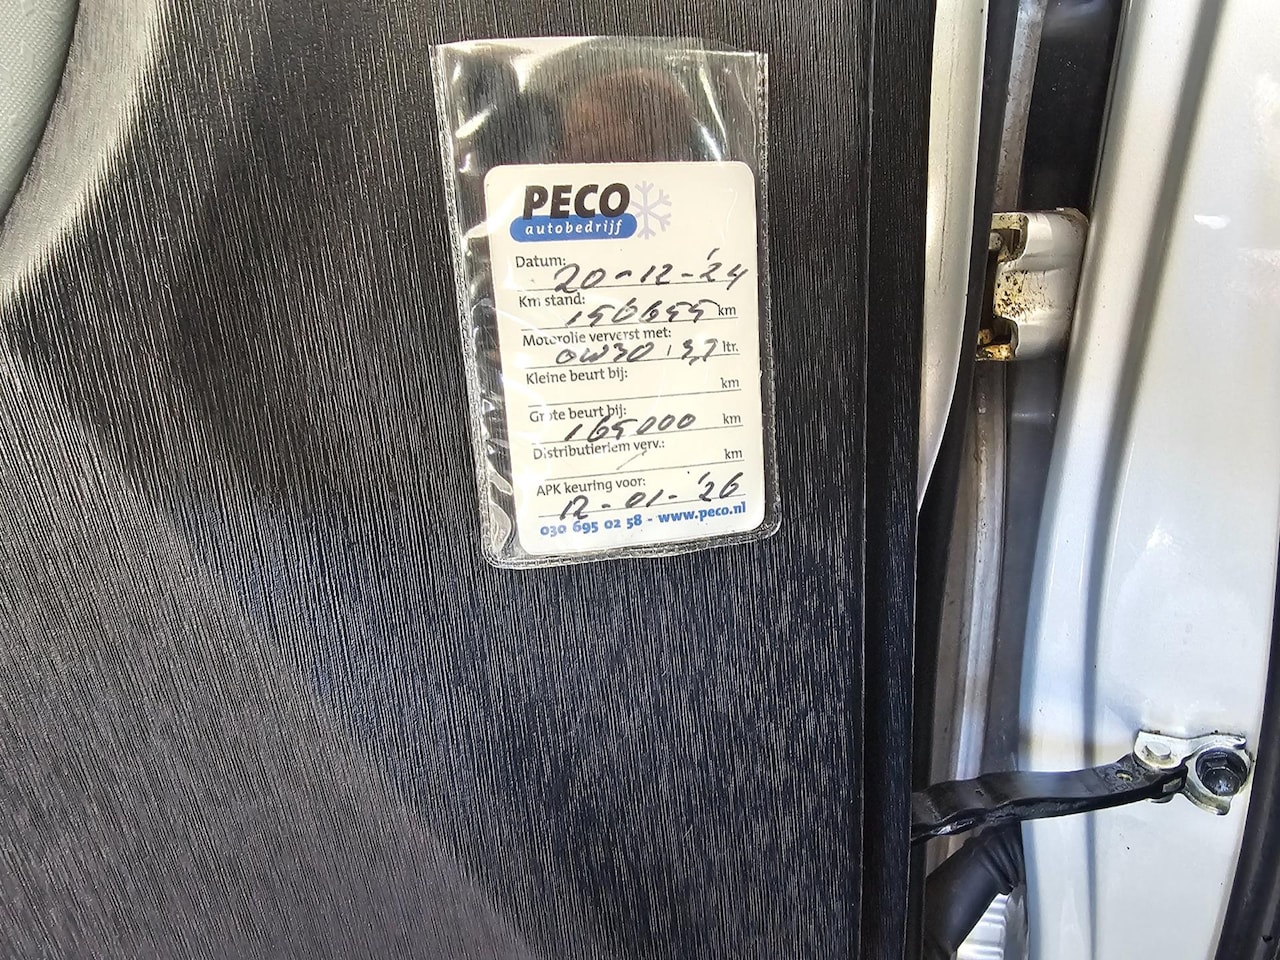 PECO
autobedrijf
Datum: 20-12-'24
Km stand: km
Motorolie ververst met: 0W30 / 3,7 ltr.
Kleine beurt bij: km
Grote beurt bij: 165000 km
Distributieriem verv.: km
APK keuring voor: 12-01-'26
030 695 02 58 - www.peco.nl